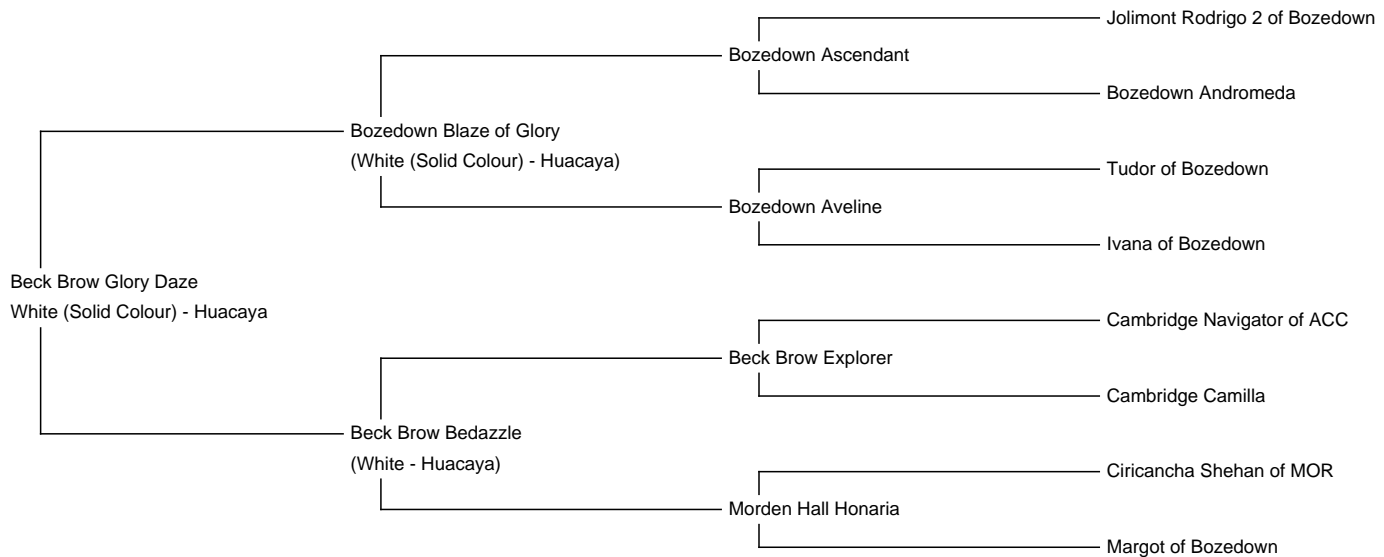 Jolimont Rodrigo 2 of Bozedown
Bozedown Ascendant
Bozedown Andromeda
Bozedown Blaze of Glory
(White (Solid Colour) - Huacaya)
Tudor of Bozedown
Bozedown Aveline
Ivana of Bozedown
Beck Brow Glory Daze
White (Solid Colour) - Huacaya
Cambridge Navigator of ACC
Beck Brow Explorer
Cambridge Camilla
Beck Brow Bedazzle
(White - Huacaya)
Ciricancha Shehan of MOR
Morden Hall Honaria
Margot of Bozedown